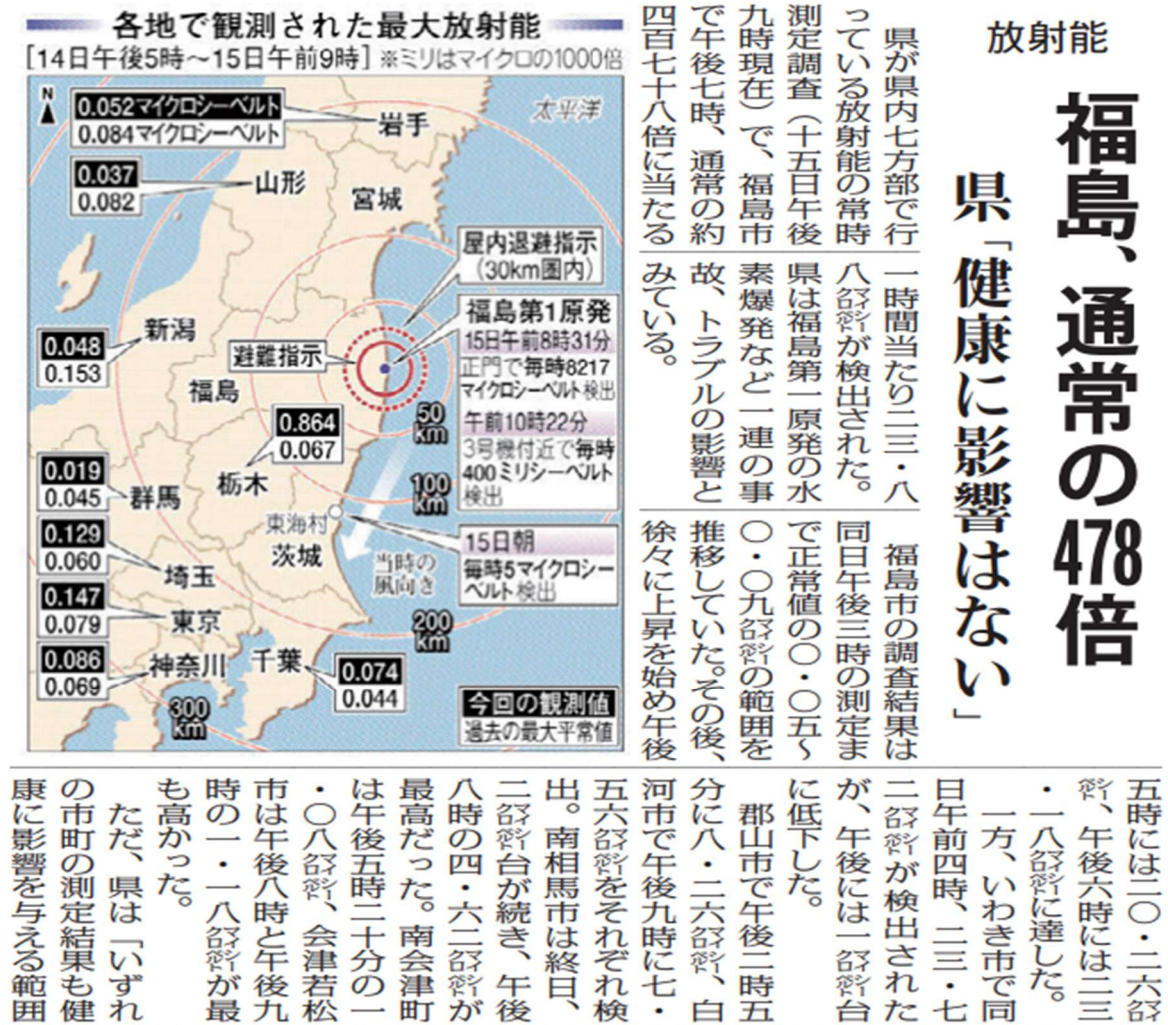 放射能
福島、通常の478倍
県「健康に影響はない」
県が県内七方部で行
っている放射能の常時
測定調査（十五日午後
九時現在）で、福島市
で午後七時、通常の約
四百七十八倍に当たる
一時間当たり二三・八
八マイクロシーベルトが検出された。
県は福島第一原発の水
素爆発など一連の事
故、トラブルの影響と
みている。
福島市の調査結果は
同日午後三時の測定ま
で正常値の〇・〇五～
〇・〇九マイクロシーベルトの範囲を
推移していた。その後、
徐々に上昇を始め午後
五時には二〇・二六マイクロ
シーベルト、午後六時には二三
・一八マイクロシーベルトに達した。
一方、いわき市で同
日午前四時、二三・七
二マイクロシーベルトが検出された
が、午後には一マイクロシーベルト台
に低下した。
郡山市で午後二時五
分に八・二六マイクロシーベルト、白
河市で午後九時に七・
五六マイクロシーベルトをそれぞれ検
出。南相馬市は終日、
二マイクロシーベルト台が続き、午後
八時の四・六二マイクロシーベルトが
最高だった。南会津町
は午後五時二十分の一
・〇八マイクロシーベルト、会津若松
市は午後八時と午後九
時の一・一八マイクロシーベルトが最
も高かった。
ただ、県は「いずれ
の市町の測定結果も健
康に影響を与える範囲
各地で観測された最大放射能
[14日午後5時～15日午前9時]※ミリはマイクロの1000倍
N
太平洋
0.052マイクロシーベルト
0.084マイクロシーベルト
岩手
0.037
0.082
山形
宮城
屋内退避指示
（30km圏内）
福島第1原発
15日午前8時31分
正門で毎時8217
マイクロシーベルト検出
午前10時22分
3号機付近で毎時
400ミリシーベルト
検出
新潟
0.048
0.153
避難指示
福島
50
km
0.864
0.067
栃木
0.019
0.045
群馬
100
km
東海村
茨城
15日朝
毎時5マイクロシー
ベルト検出
当時の
風向き
0.129
0.060
埼玉
0.147
0.079
東京
200
km
0.086
0.069
神奈川
千葉
0.074
0.044
300
km
今回の観測値
過去の最大平常値